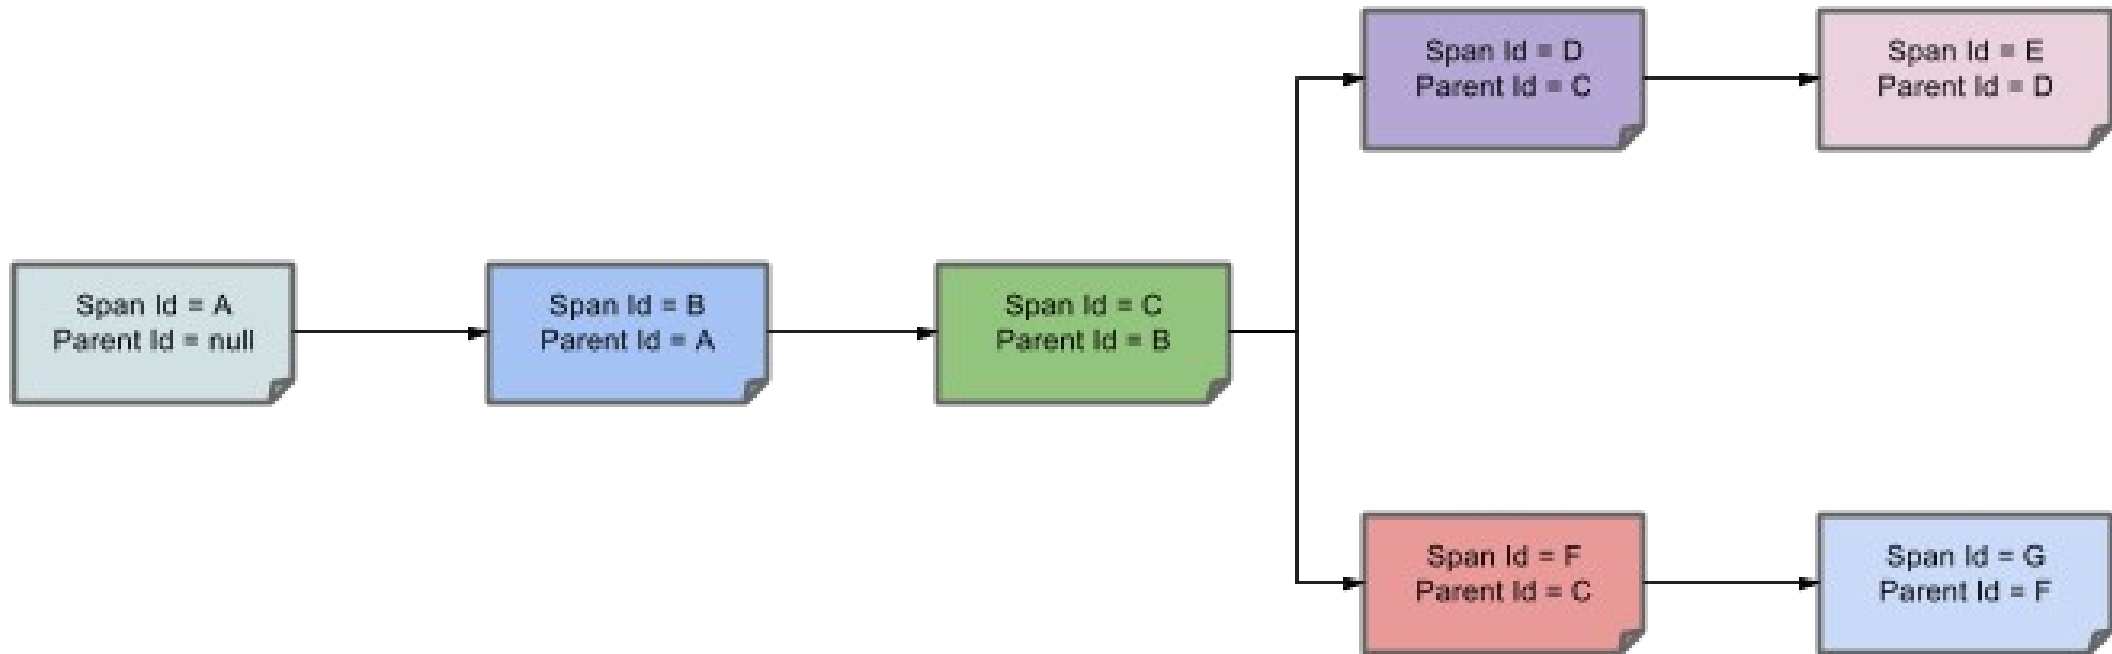 Span Id = A
Parent Id = null
Span Id = B
Parent Id = A
Span Id = C
Parent Id = B
Span Id = D
Parent Id = C
Span Id = E
Parent Id = D
Span Id = F
Parent Id = C
Span Id = G
Parent Id = F